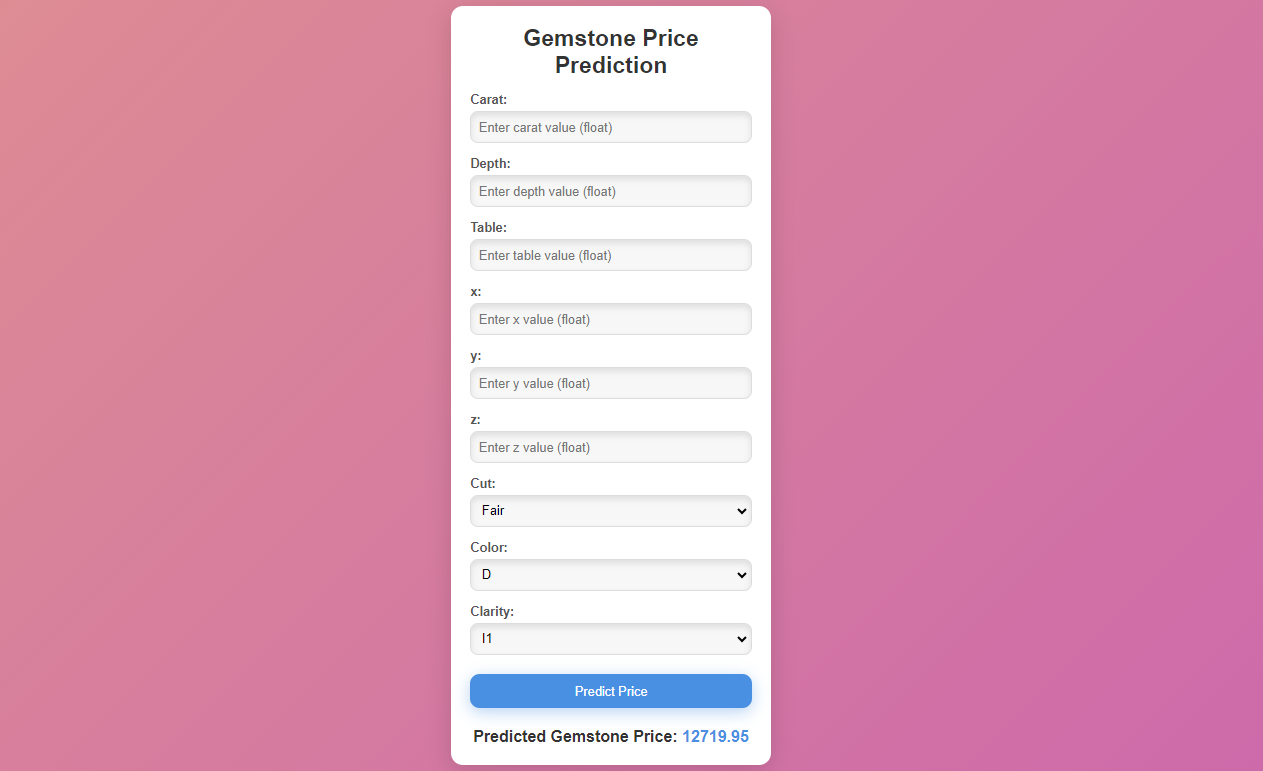 Gemstone Price
Prediction
Carat:
Enter carat value (float)
Depth:
Enter depth value (float)
Table:
Enter table value (float)
x:
Enter x value (float)
y:
Enter y value (float)
z:
Enter z value (float)
Cut:
Fair
Color:
D
Clarity:
I1
Predict Price
Predicted Gemstone Price: 12719.95